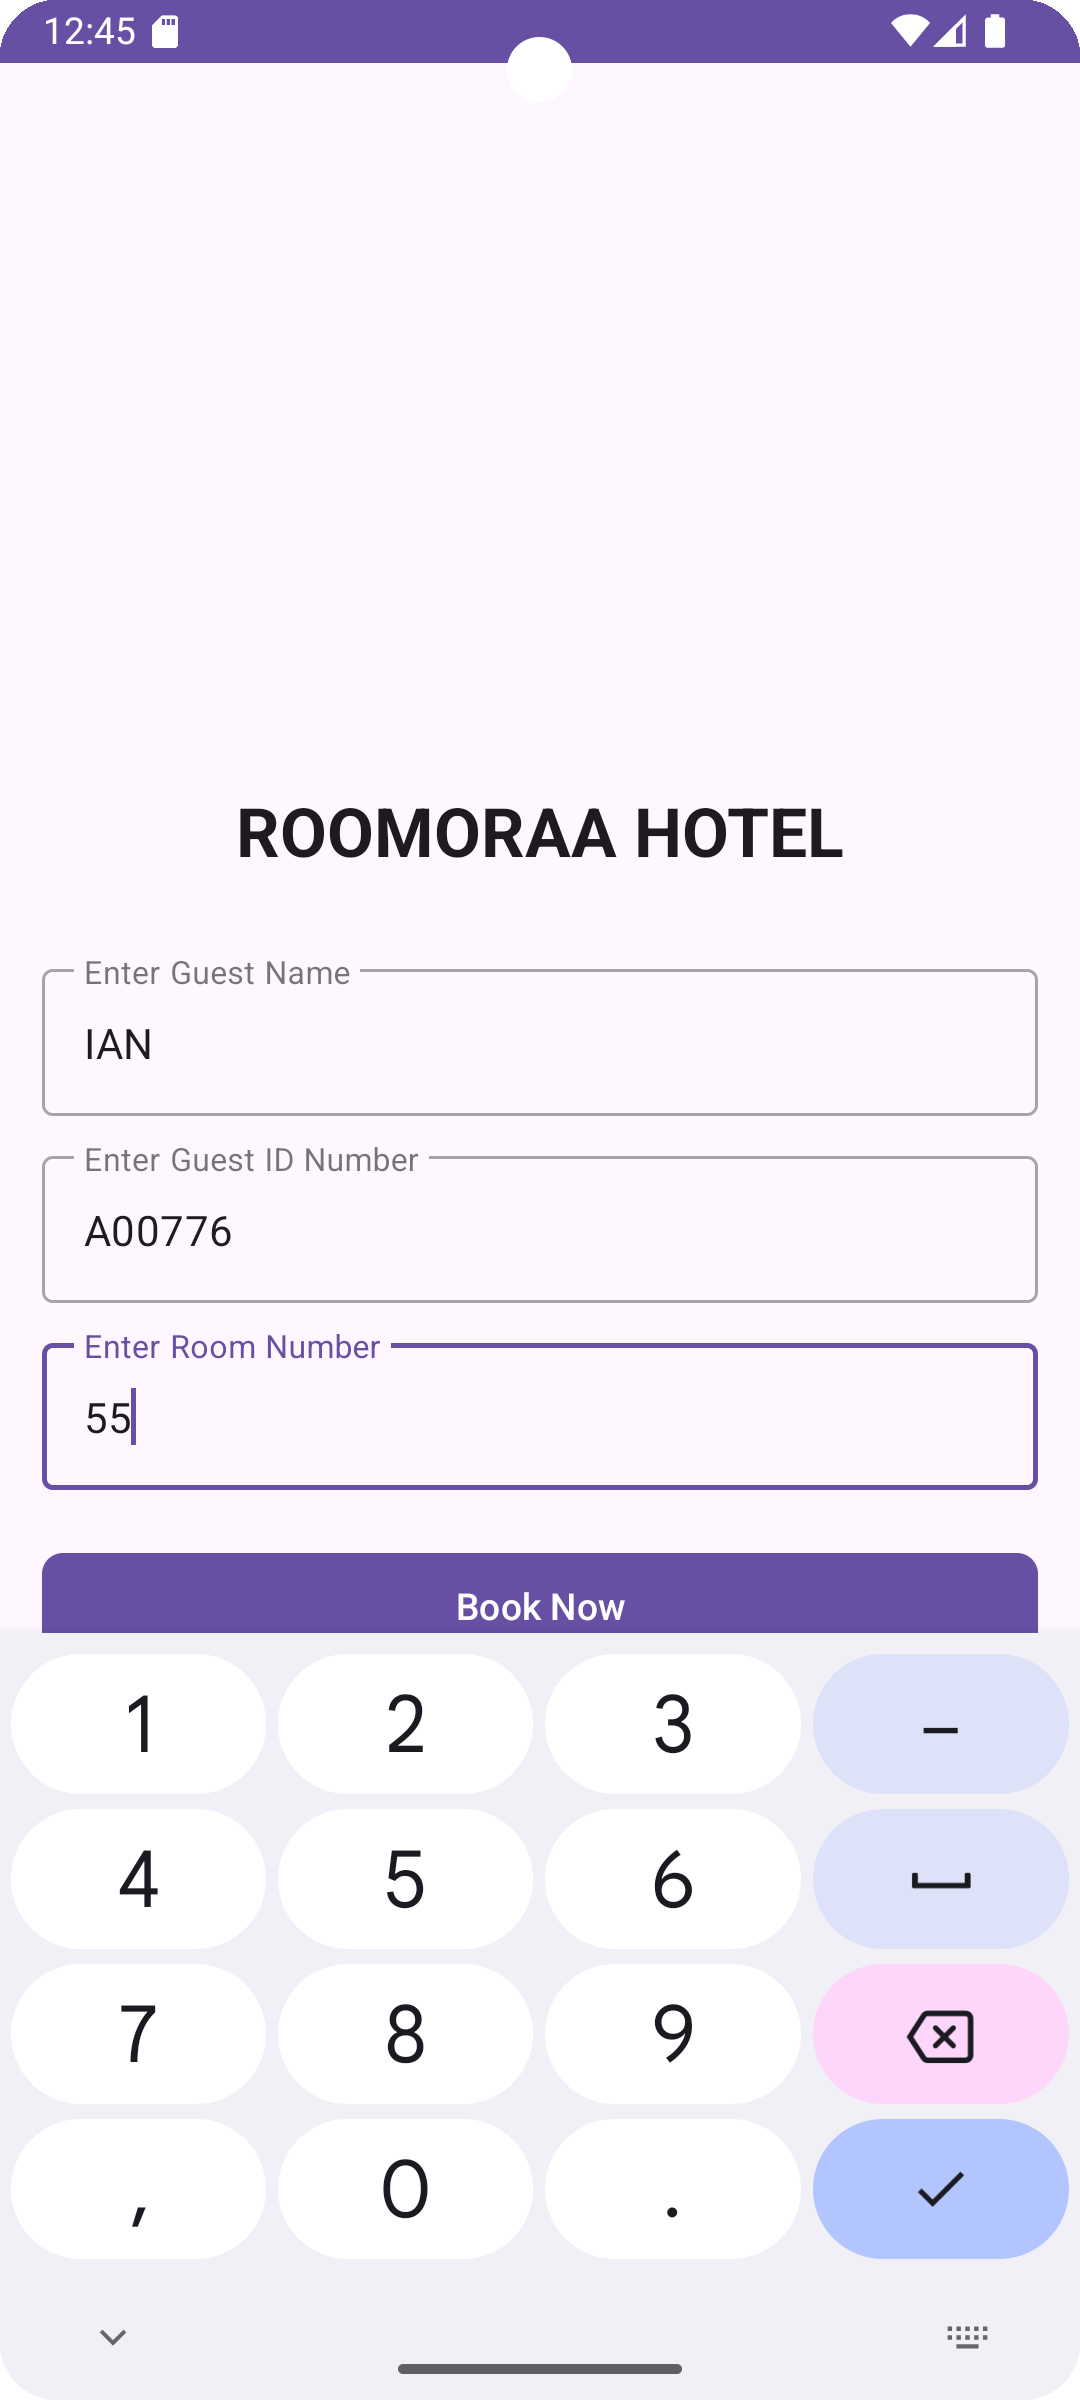 12:45
ROOMORAA HOTEL
Enter Guest Name
IAN
Enter Guest ID Number
A00776
Enter Room Number
55
Book Now
1 2 3 –
4 5 6
7 8 9
, 0 .